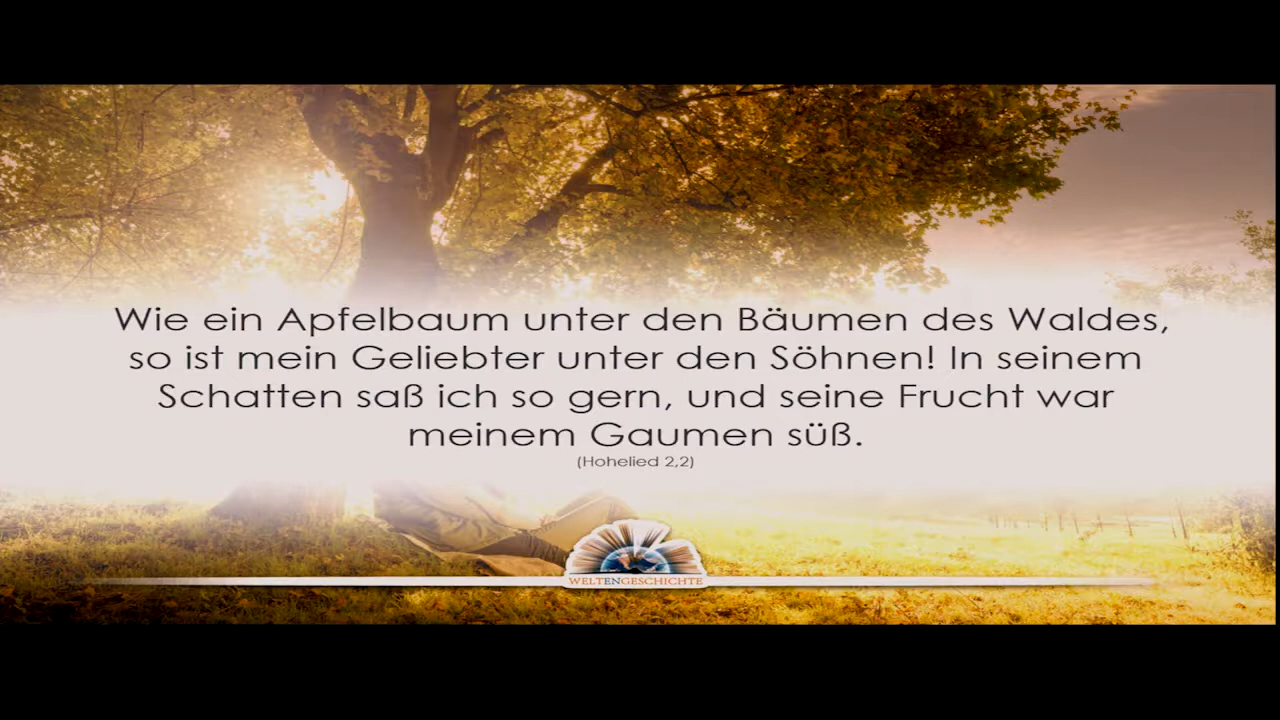 Wie ein Apfelbaum unter den Bäumen des Waldes,
so ist mein Geliebter unter den Söhnen! In seinem
Schatten saß ich so gern, und seine Frucht war
meinem Gaumen süß.
(Hohelied 2,2)
WELTENGESCHICHTE